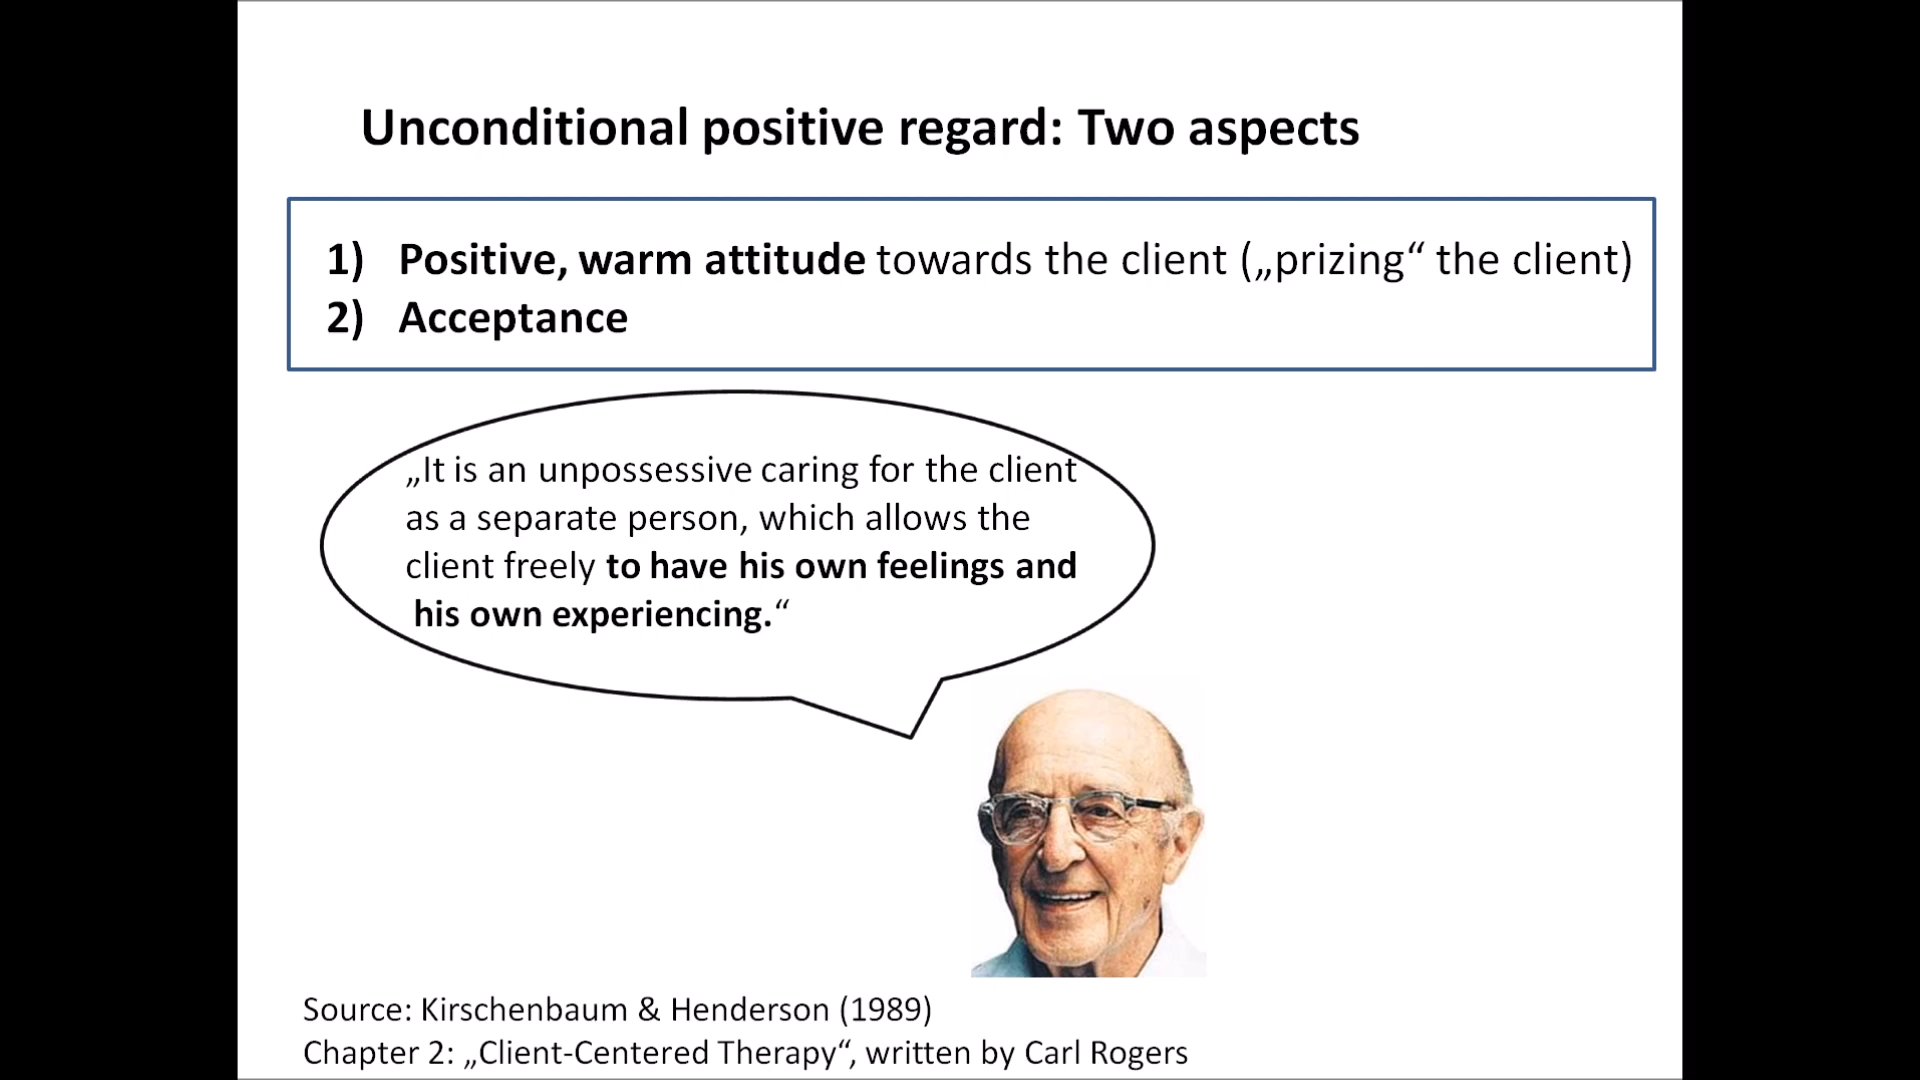 Unconditional positive regard: Two aspects
1) Positive, warm attitude towards the client („prizing“ the client)
2) Acceptance
„It is an unpossessive caring for the client
as a separate person, which allows the
client freely to have his own feelings and
his own experiencing.“
Source: Kirschenbaum & Henderson (1989)
Chapter 2: „Client-Centered Therapy“, written by Carl Rogers